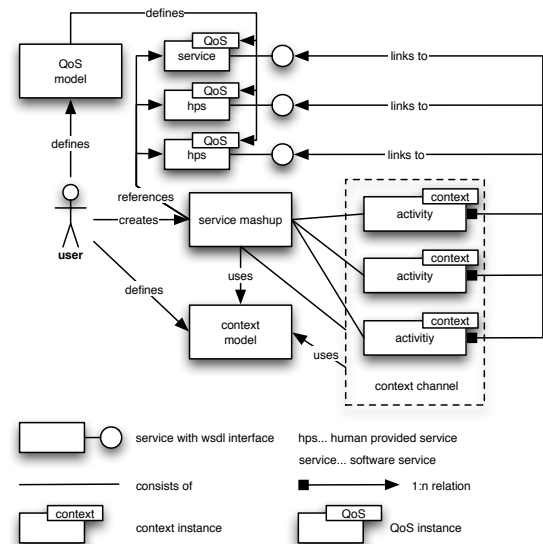 defines
QoS
model
QoS
service
links to
QoS
hps
links to
QoS
hps
links to
defines
references
creates
user
service mashup
context
activity
context
activity
context
activitiy
context channel
uses
defines
context
model
uses
service with wsdl interface
hps... human provided service
service... software service
consists of
1:n relation
context
context instance
QoS
QoS instance